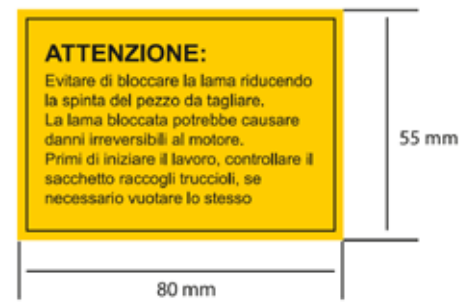 ATTENZIONE:
Evitare di bloccare la lama riducendo
la spinta del pezzo da tagliare.
La lama bloccata potrebbe causare
danni irreversibili al motore.
Primi di iniziare il lavoro, controllare il
sacchetto raccogli truccioli, se
necessario vuotare lo stesso
55 mm
80 mm